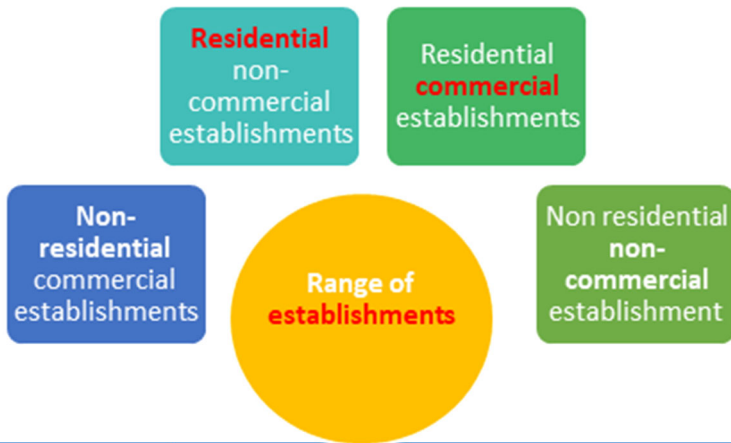 Residential
non-
commercial
establishments
Residential
commercial
establishments
Non-
residential
commercial
establishments
Range of
establishments
Non residential
non-
commercial
establishment